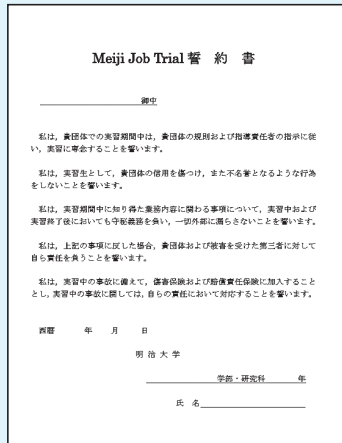 Meiji Job Trial 誓 約 書
御中
私は，貴団体での実習期間中は，貴団体の規則および指導責任者の指示に従
い，実習に専念することを誓います。
私は，実習生として，貴団体の信用を傷つけ，また不名誉となるような行為
をしないことを誓います。
私は，実習期間中に知り得た業務内容に関わる事項について，実習中および
実習終了後においても守秘義務を負い，一切外部に漏らさないことを誓います。
私は，上記の事項に反した場合，貴団体および被害を受けた第三者に対して
自ら責任を負うことを誓います。
私は，実習中の事故に備えて，傷害保険および賠償責任保険に加入すること
とし，実習中の事故に関しては，自らの責任において対応することを誓います。
西暦 年 月 日
明 治 大 学
学部・研究科 年
氏 名